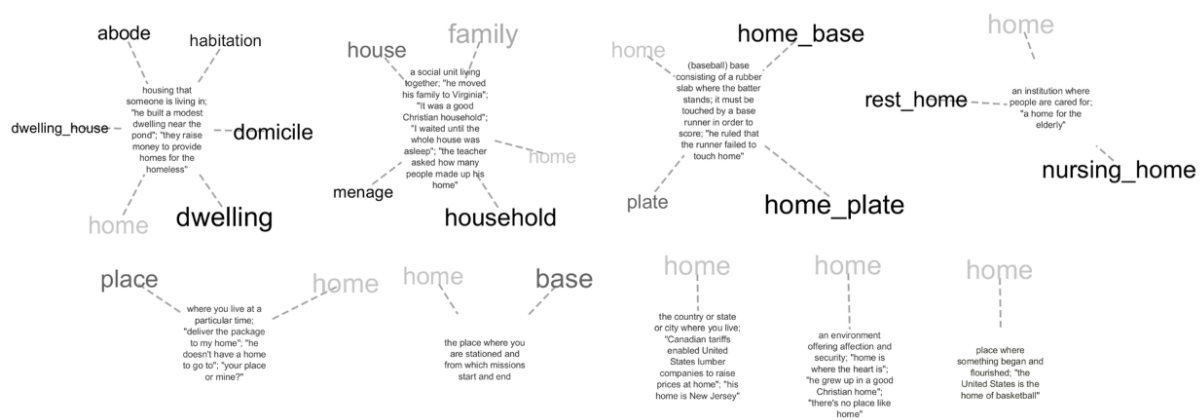 abode
habitation
housing that
someone is living in;
"he built a modest
dwelling near the
pond"; "they raise
money to provide
homes for the
homeless"
dwelling_house
domicile
home
dwelling
house
family
a social unit living
together; "he moved
his family to Virginia";
"It was a good
Christian household";
"I waited until the
whole house was
asleep"; "the teacher
asked how many
people made up his
home"
home
menage
household
home
home_base
(baseball) base
consisting of a rubber
slab where the batter
stands; it must be
touched by a base
runner in order to
score; "he ruled that
the runner failed to
touch home"
plate
home_plate
home
rest_home
an institution where
people are cared for;
"a home for the
elderly"
nursing_home
place
home
where you live at a
particular time;
"deliver the package
to my home"; "he
doesn't have a home
to go to"; "your place
or mine?"
home
base
the place where you
are stationed and
from which missions
start and end
home
the country or state
or city where you live;
"Canadian tariffs
enabled United
States lumber
companies to raise
prices at home"; "his
home is New Jersey"
home
an environment
offering affection and
security; "home is
where the heart is";
"he grew up in a good
Christian home";
"there's no place like
home"
home
place where
something began and
flourished; "the
United States is the
home of basketball"